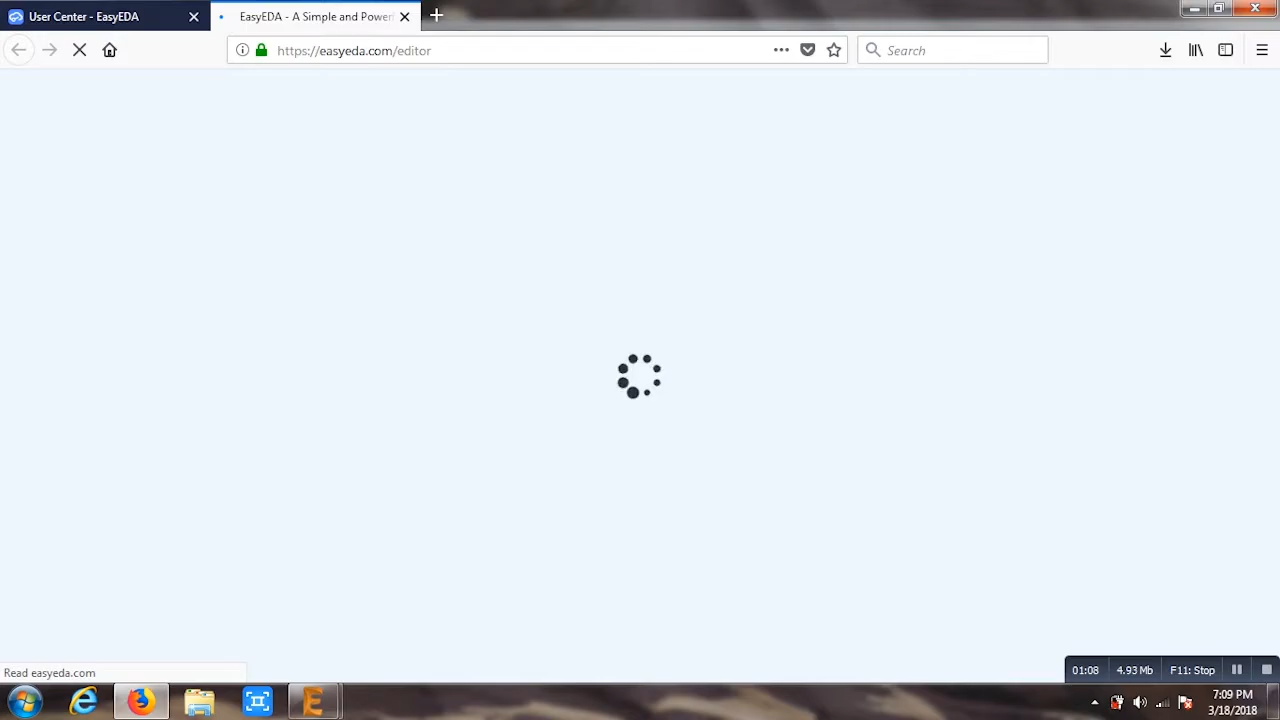 User Center - EasyEDA
EasyEDA - A Simple and Powerf
https://easyeda.com/editor
Search
Read easyeda.com
01:08
4.93 Mb
F11: Stop
7:09 PM
3/18/2018